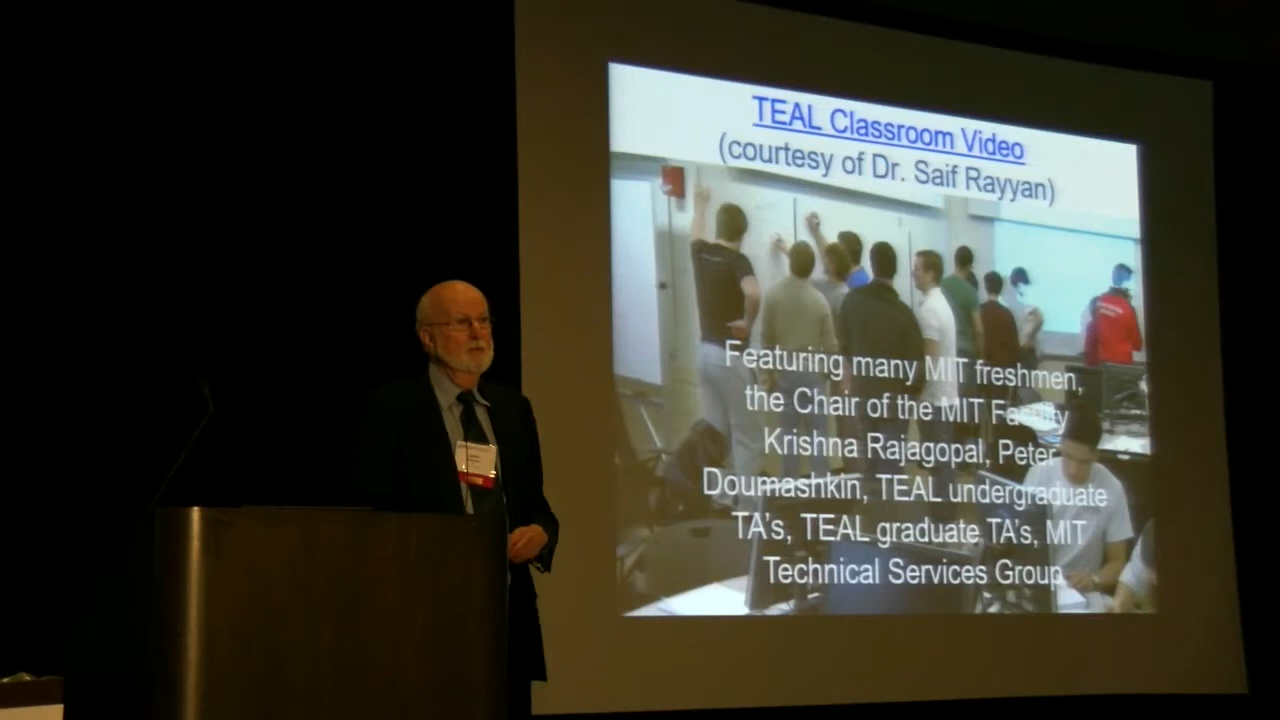 TEAL Classroom Video
(courtesy of Dr. Saif Rayyan)
Featuring many MIT freshmen,
the Chair of the MIT Faculty
Krishna Rajagopal, Peter
Doumashkin, TEAL undergraduate
TA's, TEAL graduate TA's, MIT
Technical Services Group